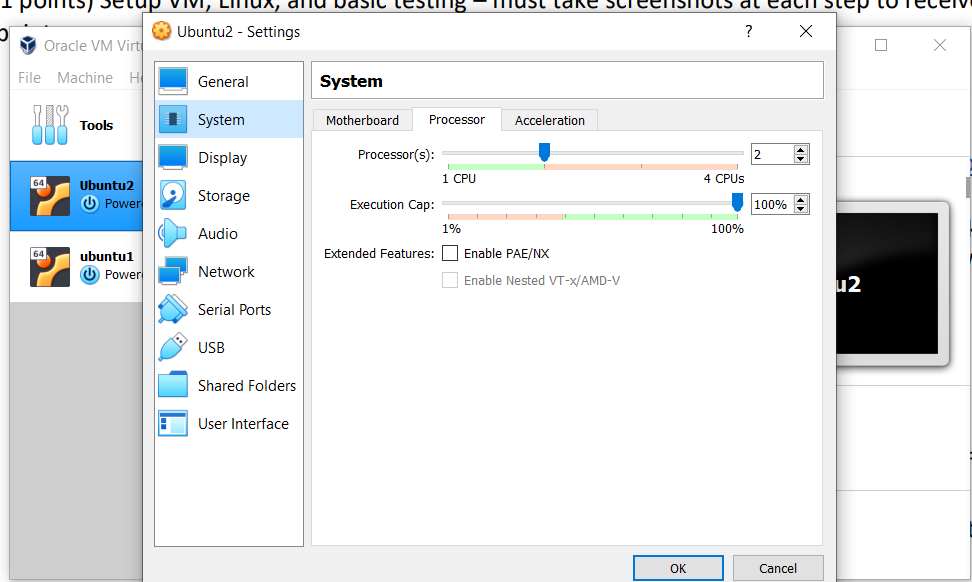 1 points) Setup VM, Linux, and basic testing – must take screenshots at each step to receive
Oracle VM Virtu
File Machine He
Tools
64
Ubuntu2
Powere
64
ubuntu1
Power
Ubuntu2 - Settings
?
General
System
Display
Storage
Audio
Network
Serial Ports
USB
Shared Folders
User Interface
System
Motherboard Processor Acceleration
Processor(s): 2
1 CPU 4 CPUs
Execution Cap: 100%
1% 100%
Extended Features: Enable PAE/NX
Enable Nested VT-x/AMD-V
OK Cancel
u2